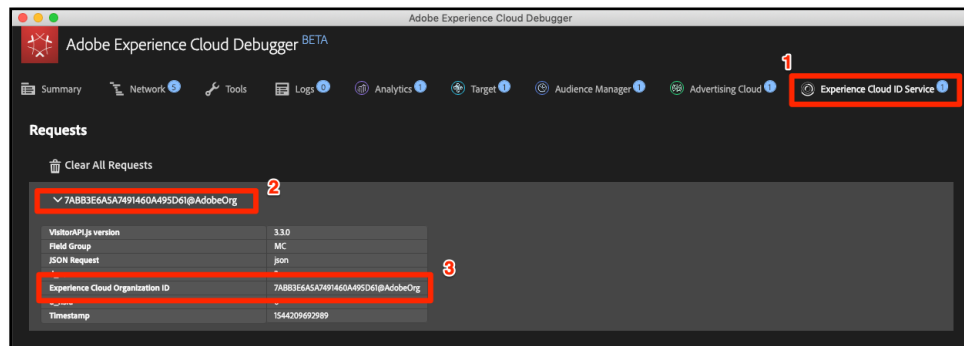 Adobe Experience Cloud Debugger
Adobe Experience Cloud Debugger BETA
1
Summary Network 5 Tools Logs 0 Analytics 1 Target 1 Audience Manager 1 Advertising Cloud 1 Experience Cloud ID Service 1
Requests
Clear All Requests
2
7ABB3E6A5A7491460A495D61@AdobeOrg
VisitorAPI.js version 3.3.0
Field Group MC
JSON Request json
3
Experience Cloud Organization ID 7ABB3E6A5A7491460A495D61@AdobeOrg
Timestamp 1544209692989